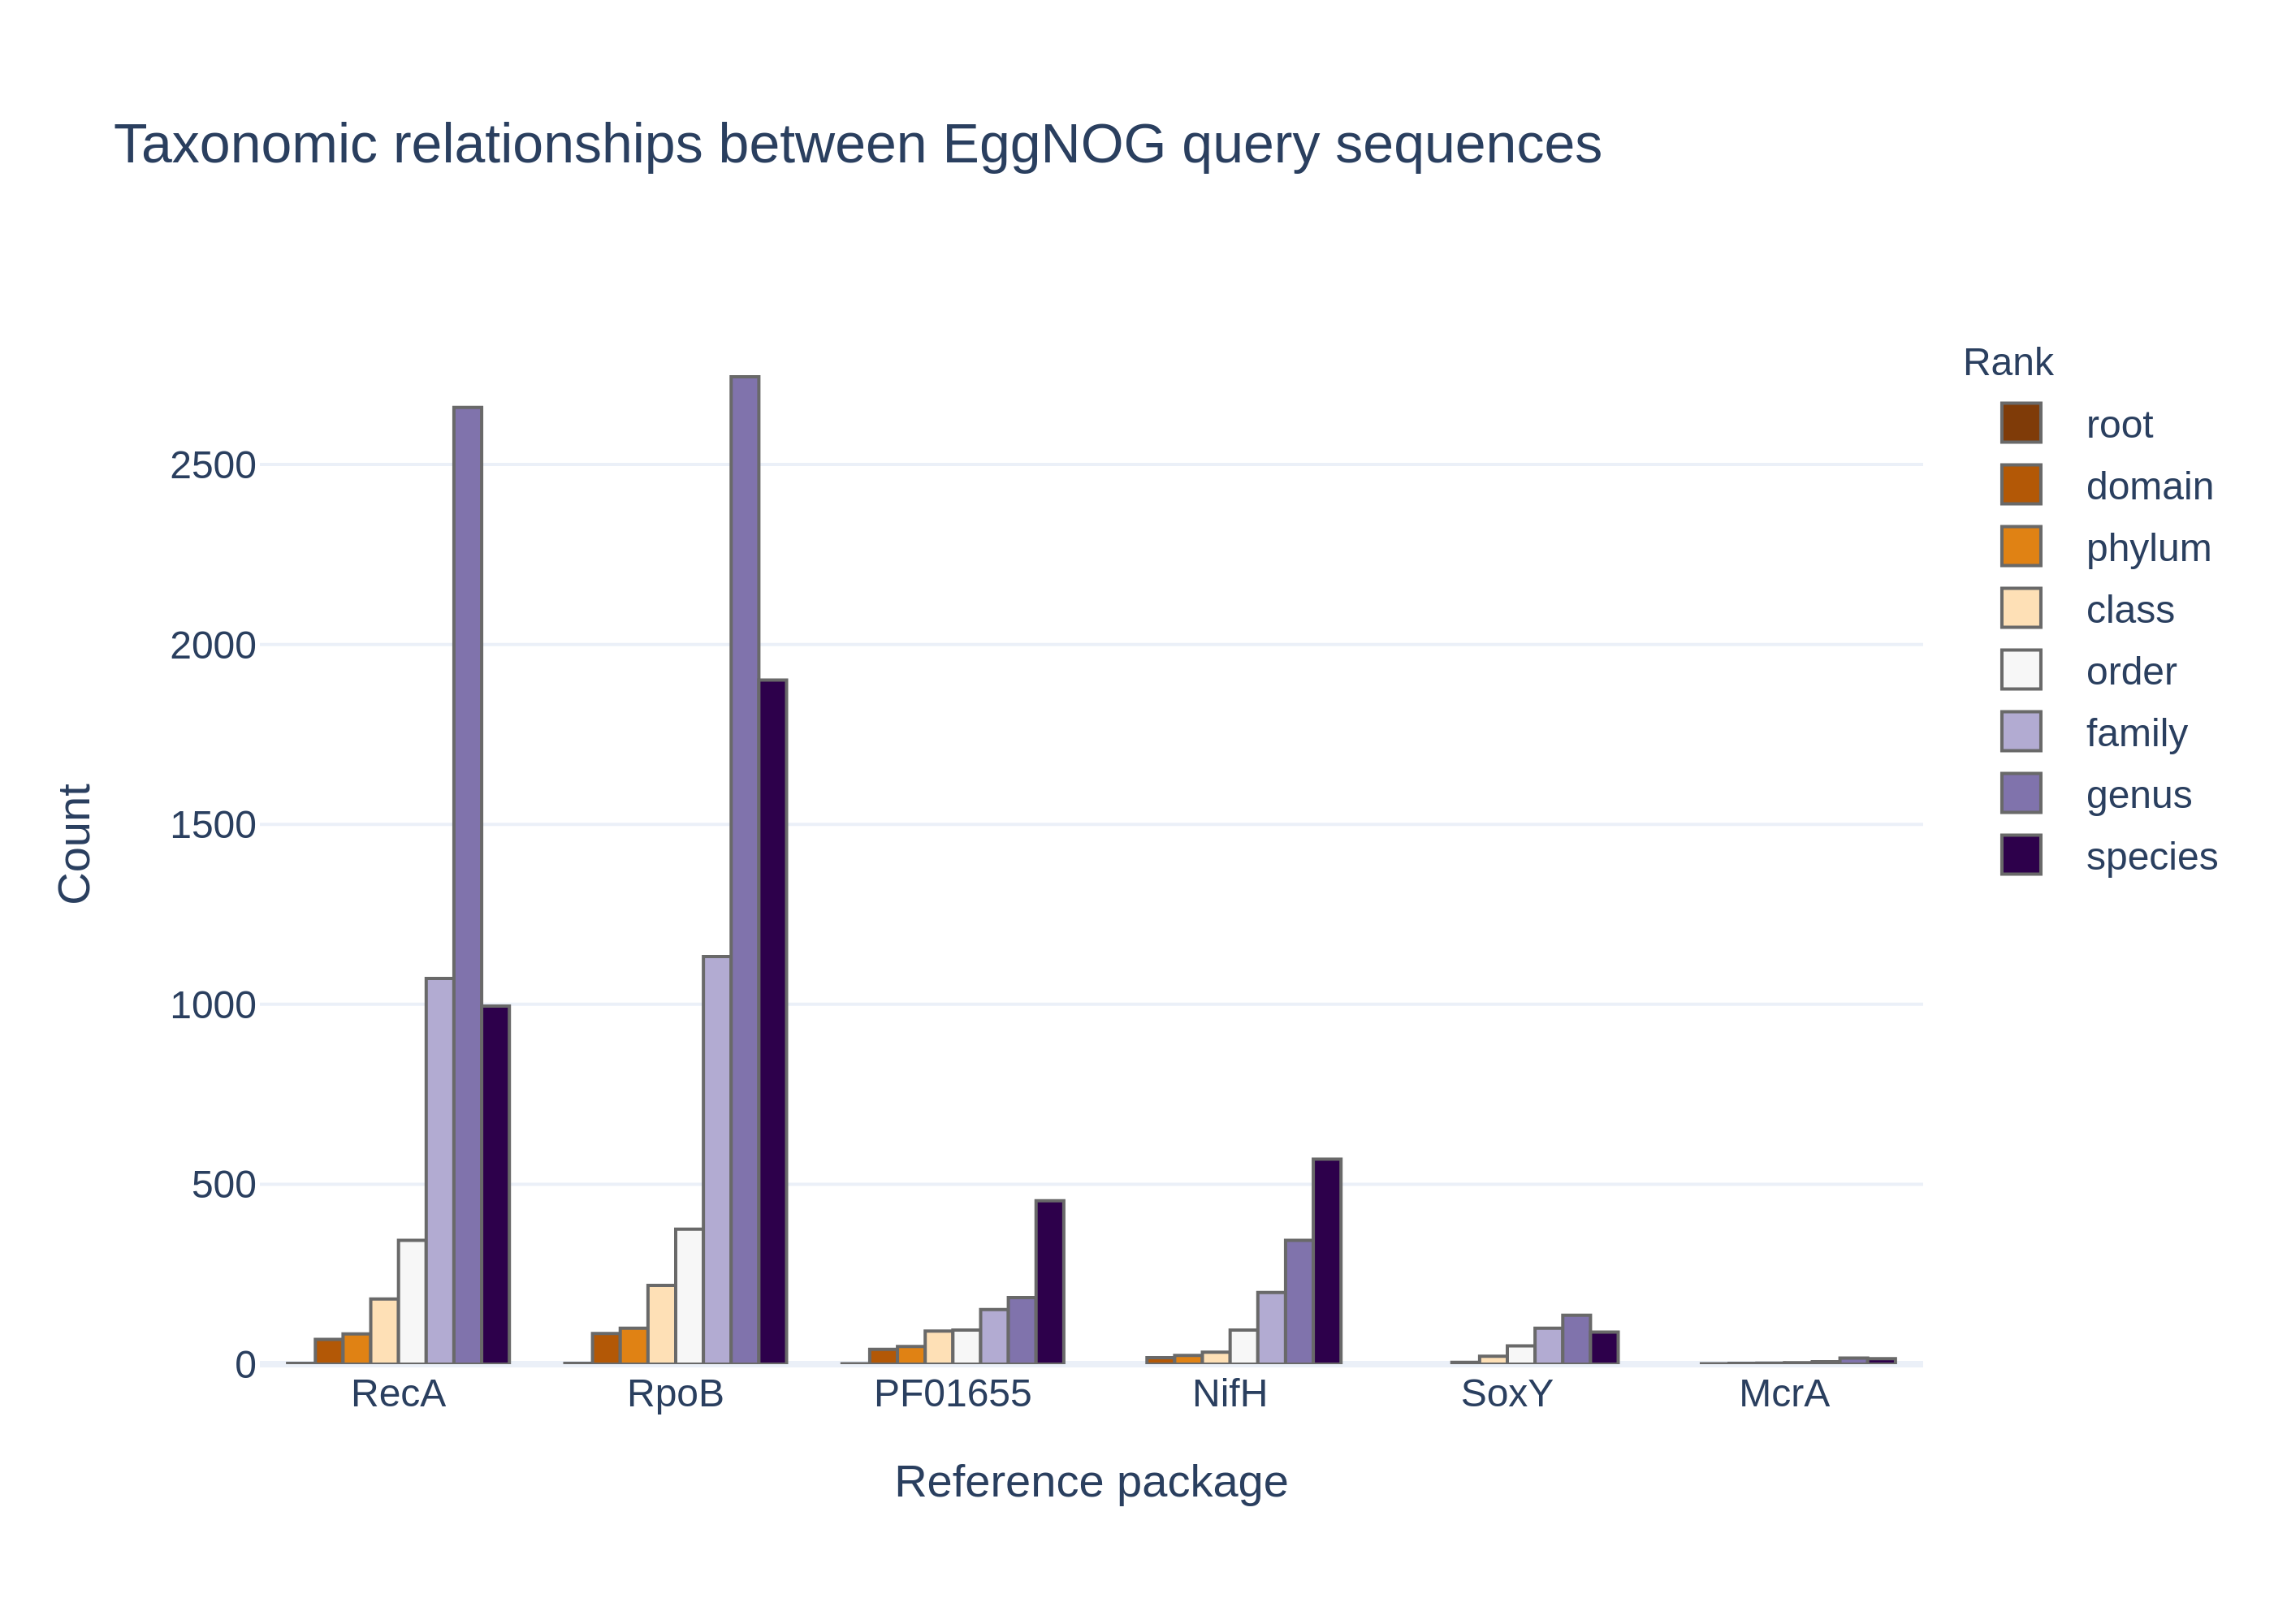 Taxonomic relationships between EggNOG query sequences
Rank
root
domain
phylum
class
order
family
genus
species
Count
2500
2000
1500
1000
500
0
RecA
RpoB
PF01655
NifH
SoxY
McrA
Reference package